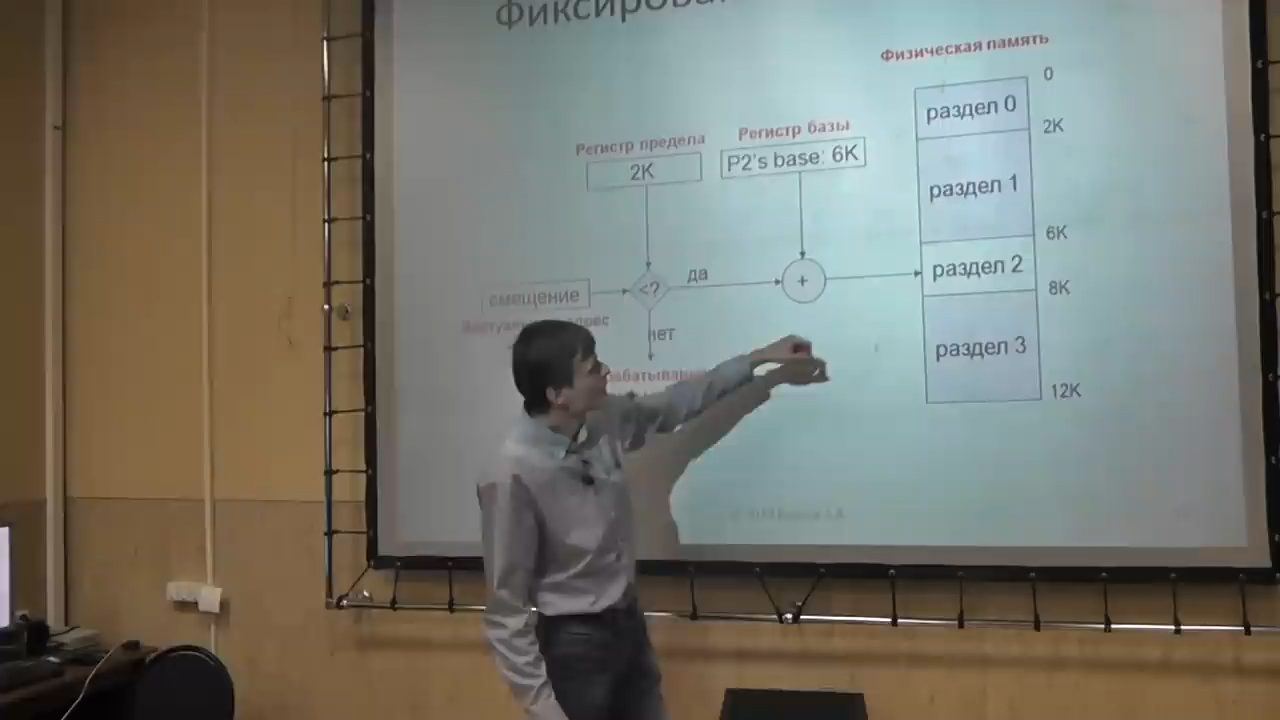 Физическая память
0
раздел 0
2K
Регистр предела
Регистр базы
2K
P2's base: 6K
раздел 1
6K
смещение
<?
да
+
раздел 2
8K
нет
раздел 3
12K